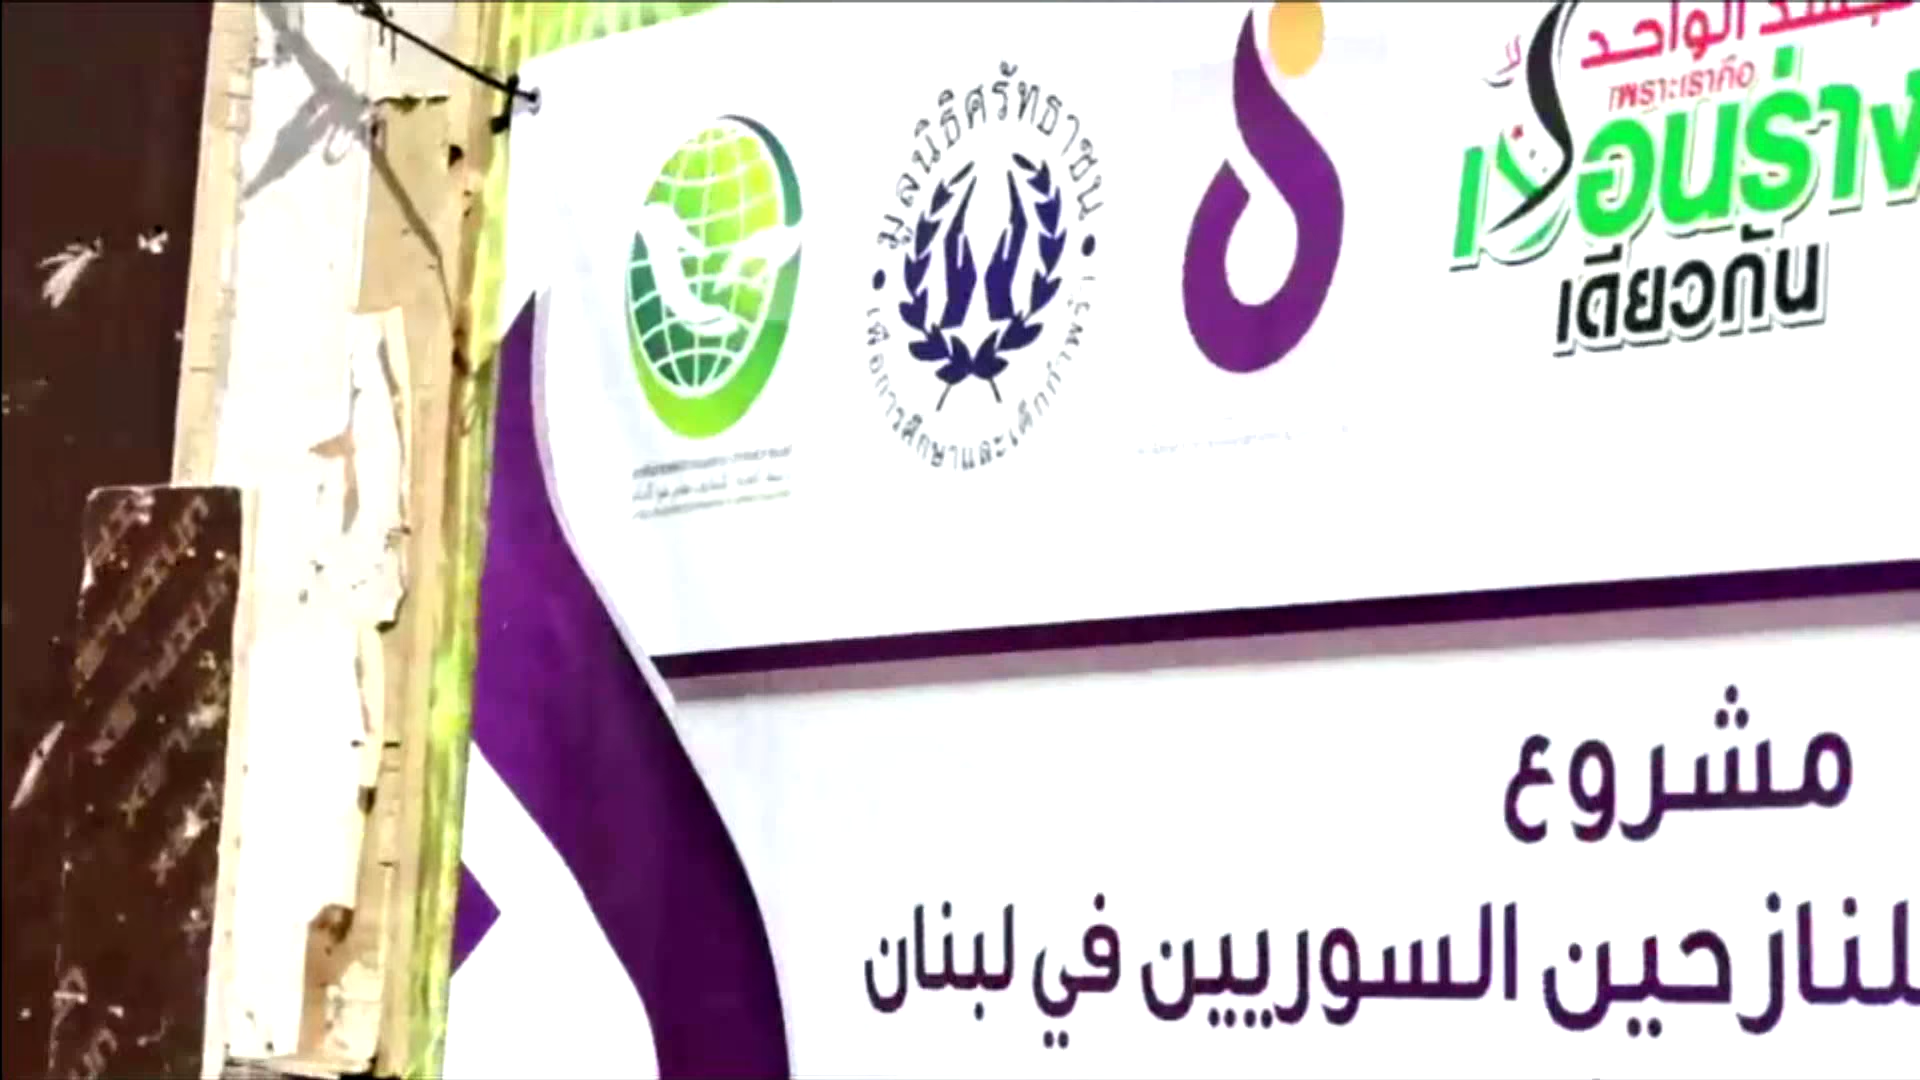 มูลนิธิศรัทธาชน
เพื่อการศึกษาและเด็กกำพร้า
الواحد
เพราะเราคือ
เรือนร่าง
เดียวกัน
مشروع
للنازحين السوريين في لبنان